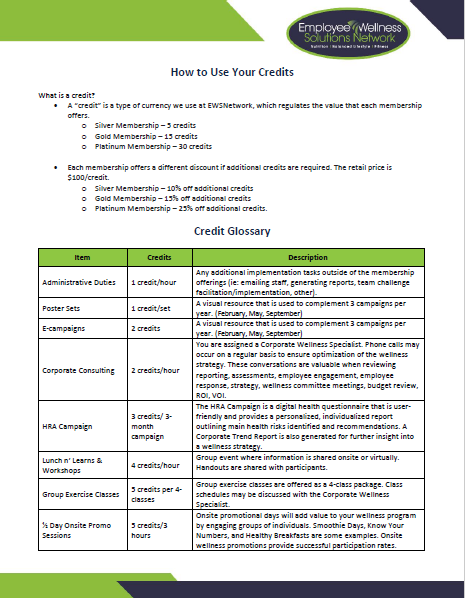 Employee Wellness
Solutions Network
Nutrition | Balanced Lifestyle | Fitness
How to Use Your Credits
What is a credit?
• A "credit" is a type of currency we use at EWSNetwork, which regulates the value that each membership
offers.
o Silver Membership – 5 credits
o Gold Membership – 15 credits
o Platinum Membership – 30 credits
• Each membership offers a different discount if additional credits are required. The retail price is
$100/credit.
o Silver Membership – 10% off additional credits
o Gold Membership – 15% off additional credits
o Platinum Membership – 25% off additional credits.
Credit Glossary
Item Credits Description
Administrative Duties 1 credit/hour Any additional implementation tasks outside of the membership
offerings (ie: emailing staff, generating reports, team challenge
facilitation/implementation, other).
Poster Sets 1 credit/set A visual resource that is used to complement 3 campaigns per
year. (February, May, September)
E-campaigns 2 credits A visual resource that is used to complement 3 campaigns per
year. (February, May, September)
Corporate Consulting 2 credits/hour You are assigned a Corporate Wellness Specialist. Phone calls may
occur on a regular basis to ensure optimization of the wellness
strategy. These conversations are valuable when reviewing
reporting, assessments, employee engagement, employee
response, strategy, wellness committee meetings, budget review,
ROI, VOI.
HRA Campaign 3 credits/ 3-
month
campaign
The HRA Campaign is a digital health questionnaire that is user-
friendly and provides a personalized, individualized report
outlining main health risks identified and recommendations. A
Corporate Trend Report is also generated for further insight into
a wellness strategy.
Lunch n' Learns &
Workshops
4 credits/hour
Group event where information is shared onsite or virtually.
Handouts are shared with participants.
Group Exercise Classes 5 credits per 4-
classes
Group exercise classes are offered as a 4-class package. Class
schedules may be discussed with the Corporate Wellness
Specialist.
½ Day Onsite Promo
Sessions
5 credits/3
hours
Onsite promotional days will add value to your wellness program
by engaging groups of individuals. Smoothie Days, Know Your
Numbers, and Healthy Breakfasts are some examples. Onsite
wellness promotions provide successful participation rates.